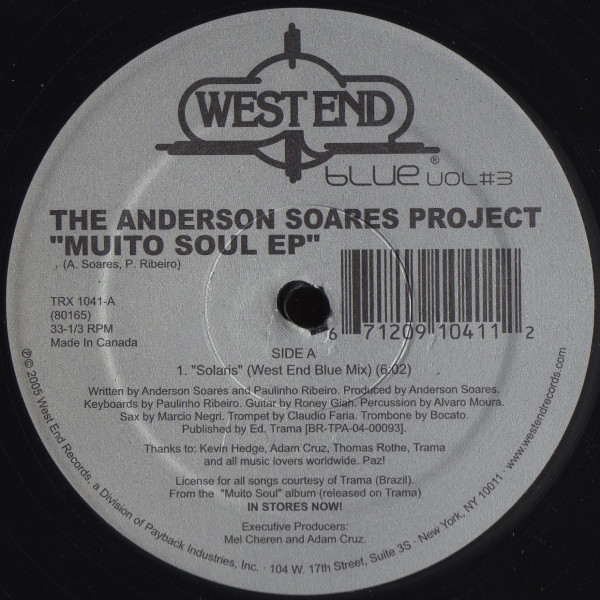 WEST END
BLUE® VOL#3
THE ANDERSON SOARES PROJECT
"MUITO SOUL EP"
(A. Soares, P. Ribeiro)
TRX 1041-A
(80165)
33-1/3 RPM
Made In Canada
6 71209 10411 2
SIDE A
1. "Solaris" (West End Blue Mix) (6:02)
Written by Anderson Soares and Paulinho Ribeiro. Produced by Anderson Soares.
Keyboards by Paulinho Ribeiro. Guitar by Roney Giah. Percussion by Alvaro Moura.
Sax by Marcio Negri. Trompet by Claudio Faria. Trombone by Bocato.
Published by Ed. Trama [BR-TPA-04-00093].
Thanks to: Kevin Hedge, Adam Cruz, Thomas Rothe, Trama
and all music lovers worldwide. Paz!
License for all songs courtesy of Trama (Brazil).
From the "Muito Soul" album (released on Trama)
IN STORES NOW!
Executive Producers:
Mel Cheren and Adam Cruz.
℗© 2005 West End Records, a Division of Payback Industries, Inc. · 104 W. 17th Street, Suite 3S · New York, NY 10011 · www.westendrecords.com